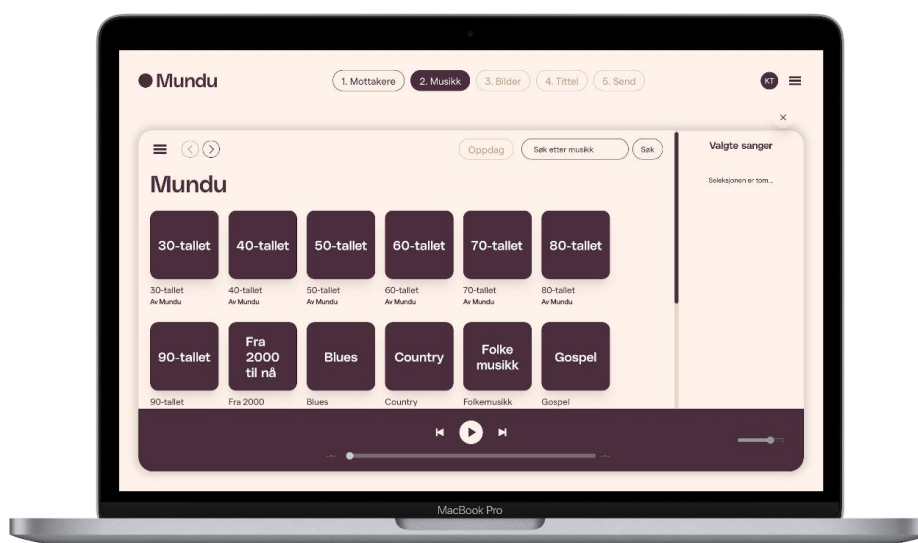 Mundu
1. Mottakere
2. Musikk
3. Bilder
4. Tittel
5. Send
KT
Oppdag
Søk etter musikk
Søk
Valgte sanger
Seleksjonen er tom...
Mundu
30-tallet
40-tallet
50-tallet
60-tallet
70-tallet
80-tallet
30-tallet
Av Mundu
40-tallet
Av Mundu
50-tallet
Av Mundu
60-tallet
Av Mundu
70-tallet
Av Mundu
80-tallet
Av Mundu
90-tallet
Fra
2000
til nå
Blues
Country
Folke
musikk
Gospel
90-tallet
Fra 2000
Blues
Country
Folkemusikk
Gospel
MacBook Pro